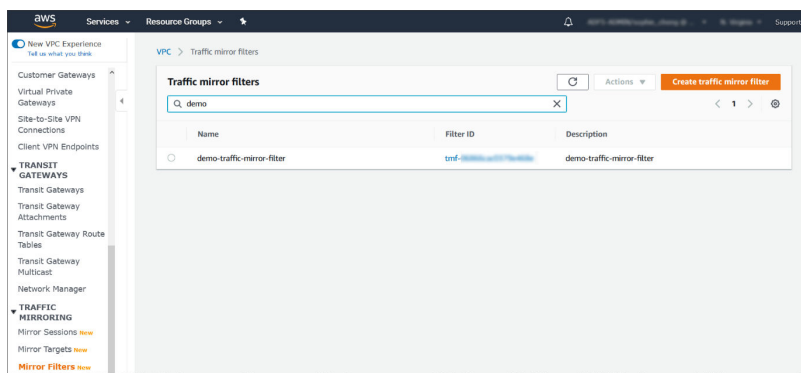 aws Services Resource Groups Support
New VPC Experience
Tell us what you think
VPC > Traffic mirror filters
Customer Gateways
Virtual Private
Gateways
Site-to-Site VPN
Connections
Client VPN Endpoints
TRANSIT
GATEWAYS
Transit Gateways
Transit Gateway
Attachments
Transit Gateway Route
Tables
Transit Gateway
Multicast
Network Manager
TRAFFIC
MIRRORING
Mirror Sessions New
Mirror Targets New
Mirror Filters New
Traffic mirror filters
Actions
Create traffic mirror filter
demo
1
Name Filter ID Description
demo-traffic-mirror-filter tmf- demo-traffic-mirror-filter